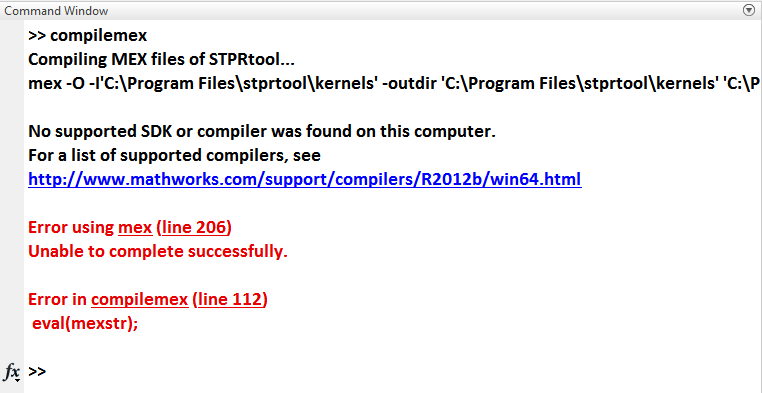 Command Window
>> compilemex
Compiling MEX files of STPRtool...
mex -O -I'C:\Program Files\stprtool\kernels' -outdir 'C:\Program Files\stprtool\kernels' 'C:\P
No supported SDK or compiler was found on this computer.
For a list of supported compilers, see
http://www.mathworks.com/support/compilers/R2012b/win64.html
Error using mex (line 206)
Unable to complete successfully.
Error in compilemex (line 112)
eval(mexstr);
fx >>